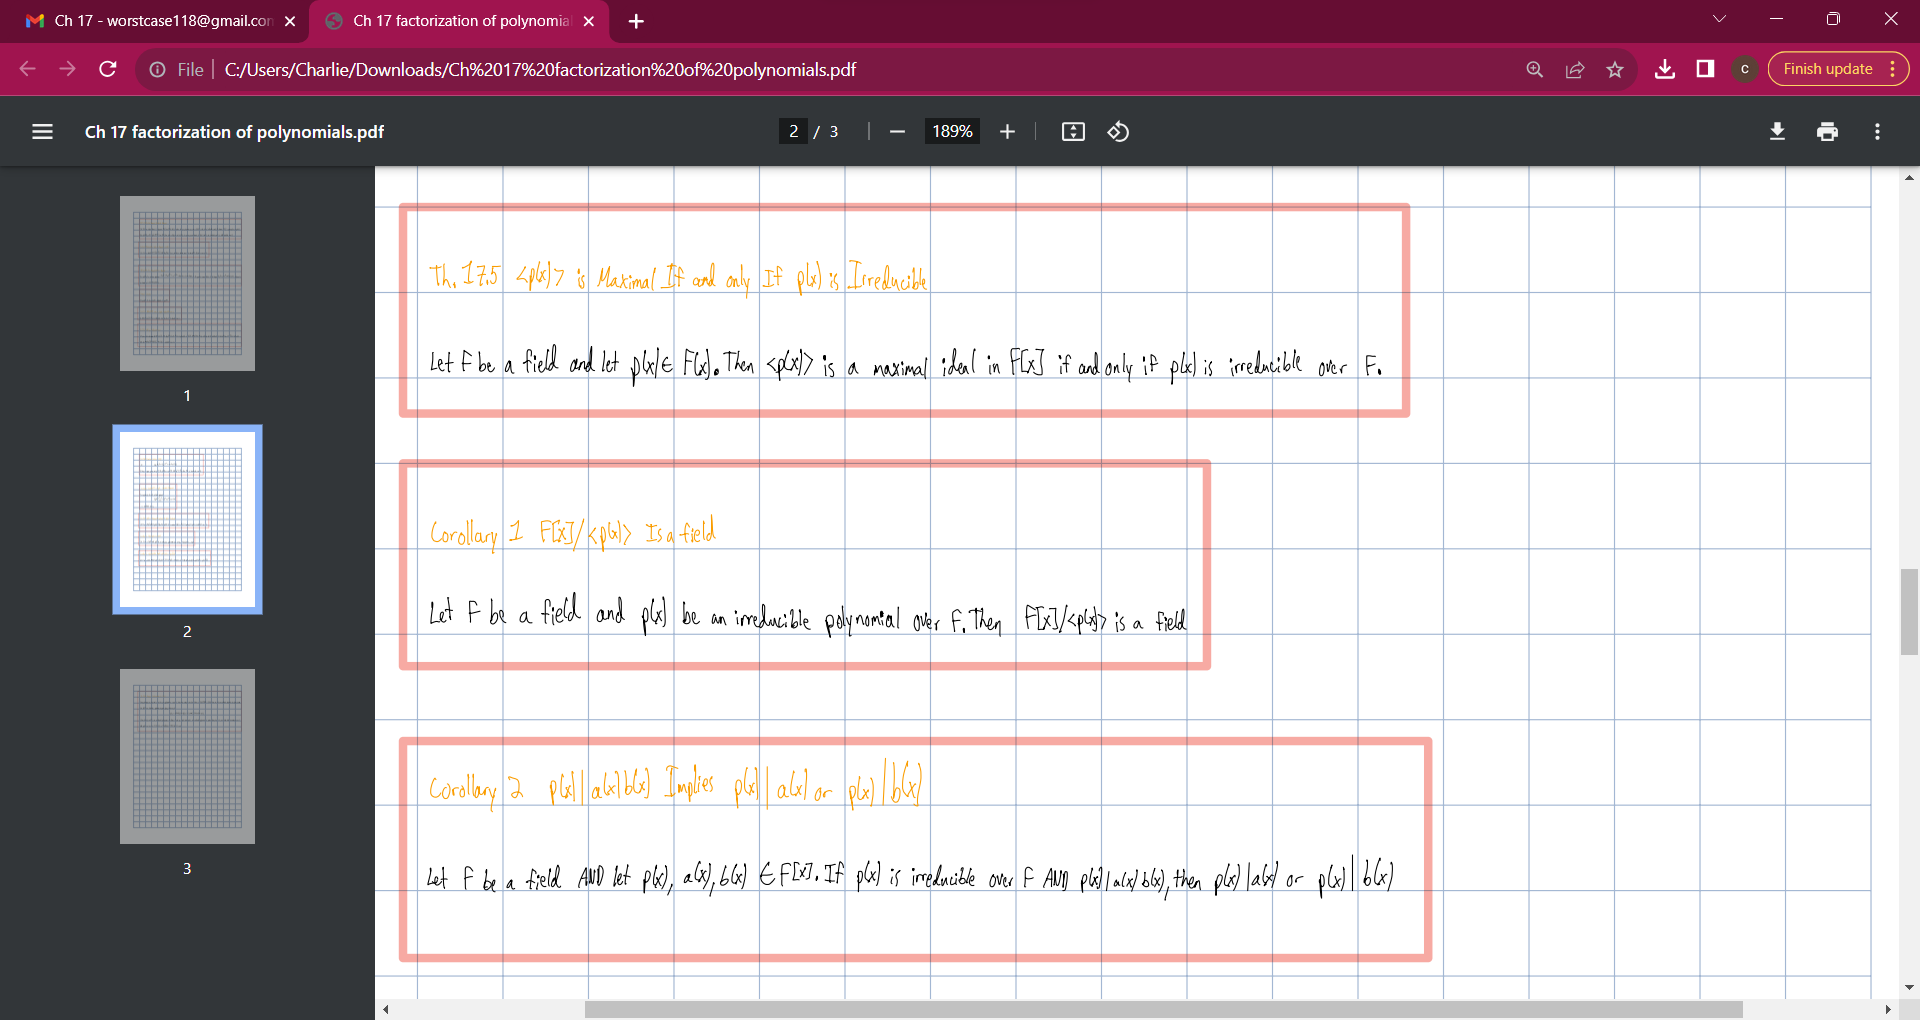 Ch 17 - worstcase118@gmail.con
Ch 17 factorization of polynomia
File
C:/Users/Charlie/Downloads/Ch%2017%20factorization%20of%20polynomials.pdf
c
Finish update
Ch 17 factorization of polynomials.pdf
2 / 3
189%
1
2
3
Th. 17.5 <p(x)> is Maximal If and only If p(x) is Irreducible
Let F be a field and let p(x) ∈ F(x). Then <p(x)> is a maximal ideal in F[x] if and only if p(x) is irreducible over F.
Corollary 1 F[x]/<p(x)> Is a field
Let F be a field and p(x) be an irreducible polynomial over F. Then F[x]/<p(x)> is a field
Corollary 2 p(x)|a(x)b(x) Implies p(x)|a(x) or p(x)|b(x)
Let F be a field AND let p(x), a(x), b(x) ∈ F[x]. If p(x) is irreducible over F AND p(x)|a(x)b(x), then p(x)|a(x) or p(x)|b(x)